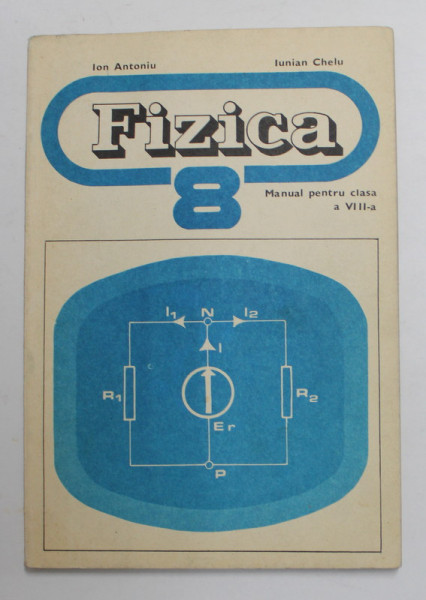 Ion Antoniu Iunian Chelu
Fizica
8
Manual pentru clasa
a VIII-a
I1 N I2
I
R1 R2
Er
P